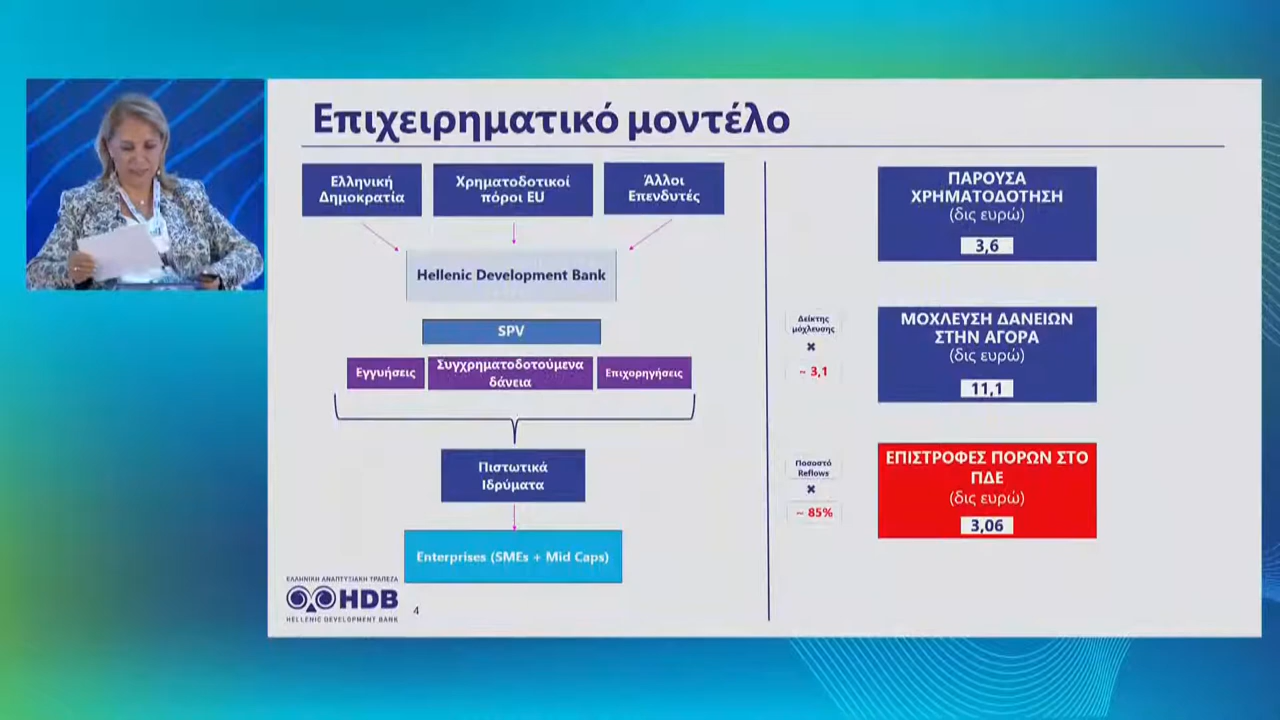 Επιχειρηματικό μοντέλο
Ελληνική
Δημοκρατία
Χρηματοδοτικοί
πόροι EU
Άλλοι
Επενδυτές
Hellenic Development Bank
SPV
Εγγυήσεις
Συγχρηματοδοτούμενα
δάνεια
Επιχορηγήσεις
Πιστωτικά
Ιδρύματα
Enterprises (SMEs + Mid Caps)
ΕΛΛΗΝΙΚΗ ΑΝΑΠΤΥΞΙΑΚΗ ΤΡΑΠΕΖΑ
HDB
HELLENIC DEVELOPMENT BANK
4
ΠΑΡΟΥΣΑ
ΧΡΗΜΑΤΟΔΟΤΗΣΗ
(δις ευρώ)
3,6
Δείκτης
μόχλευσης
×
~ 3,1
ΜΟΧΛΕΥΣΗ ΔΑΝΕΙΩΝ
ΣΤΗΝ ΑΓΟΡΑ
(δις ευρώ)
11,1
Ποσοστό
Reflows
×
~ 85%
ΕΠΙΣΤΡΟΦΕΣ ΠΟΡΩΝ ΣΤΟ
ΠΔΕ
(δις ευρώ)
3,06